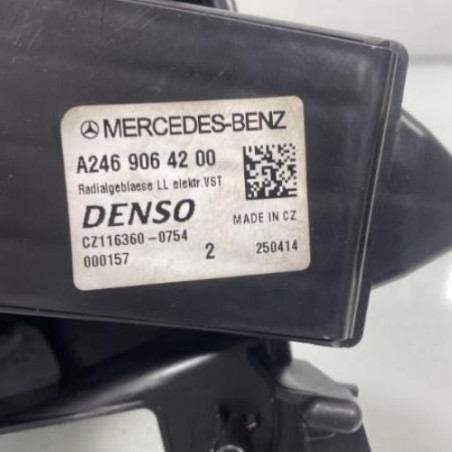 MERCEDES-BENZ
A246 906 42 00
Radialgeblaese LL elektr.VST
DENSO
MADE IN CZ
CZ116360-0754
000157 2 250414